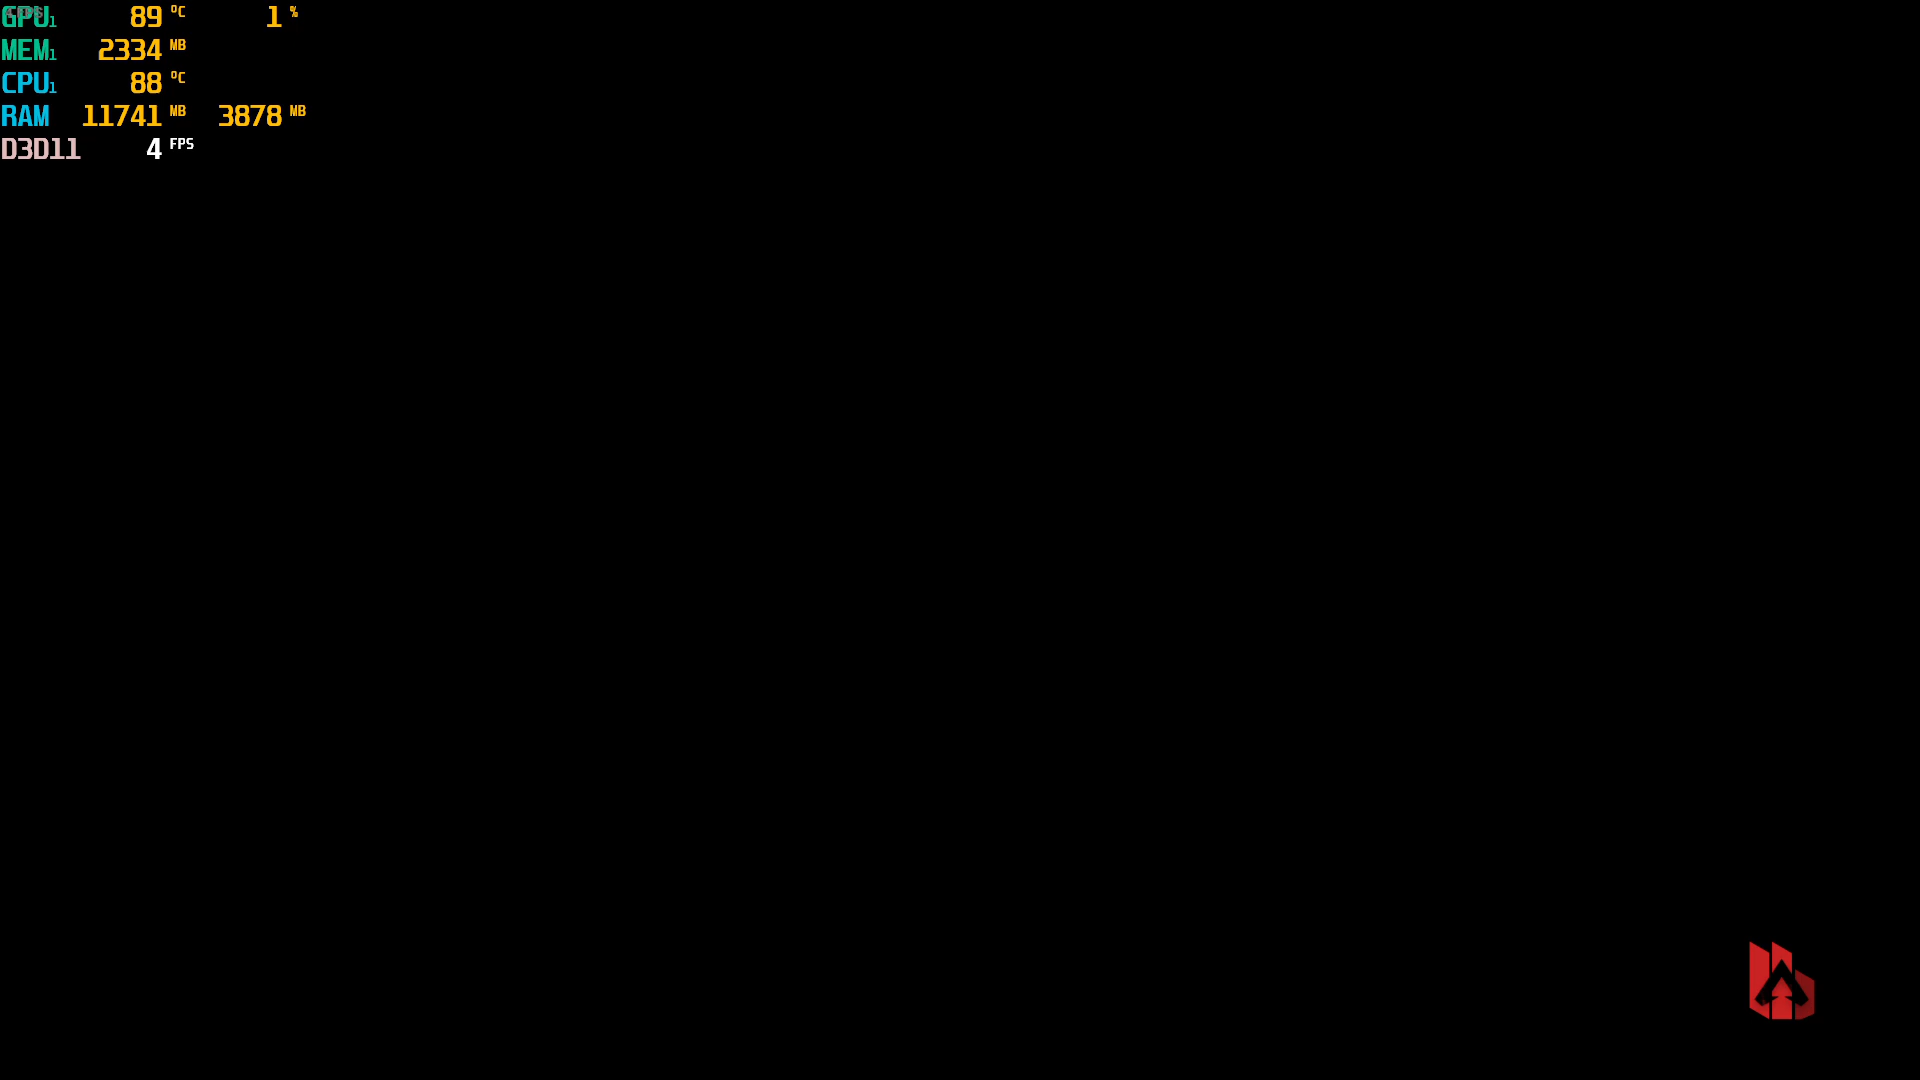 GPU1 89 °C 1 %
MEM1 2334 MB
CPU1 88 °C
RAM 11741 MB 3878 MB
D3D11 4 FPS